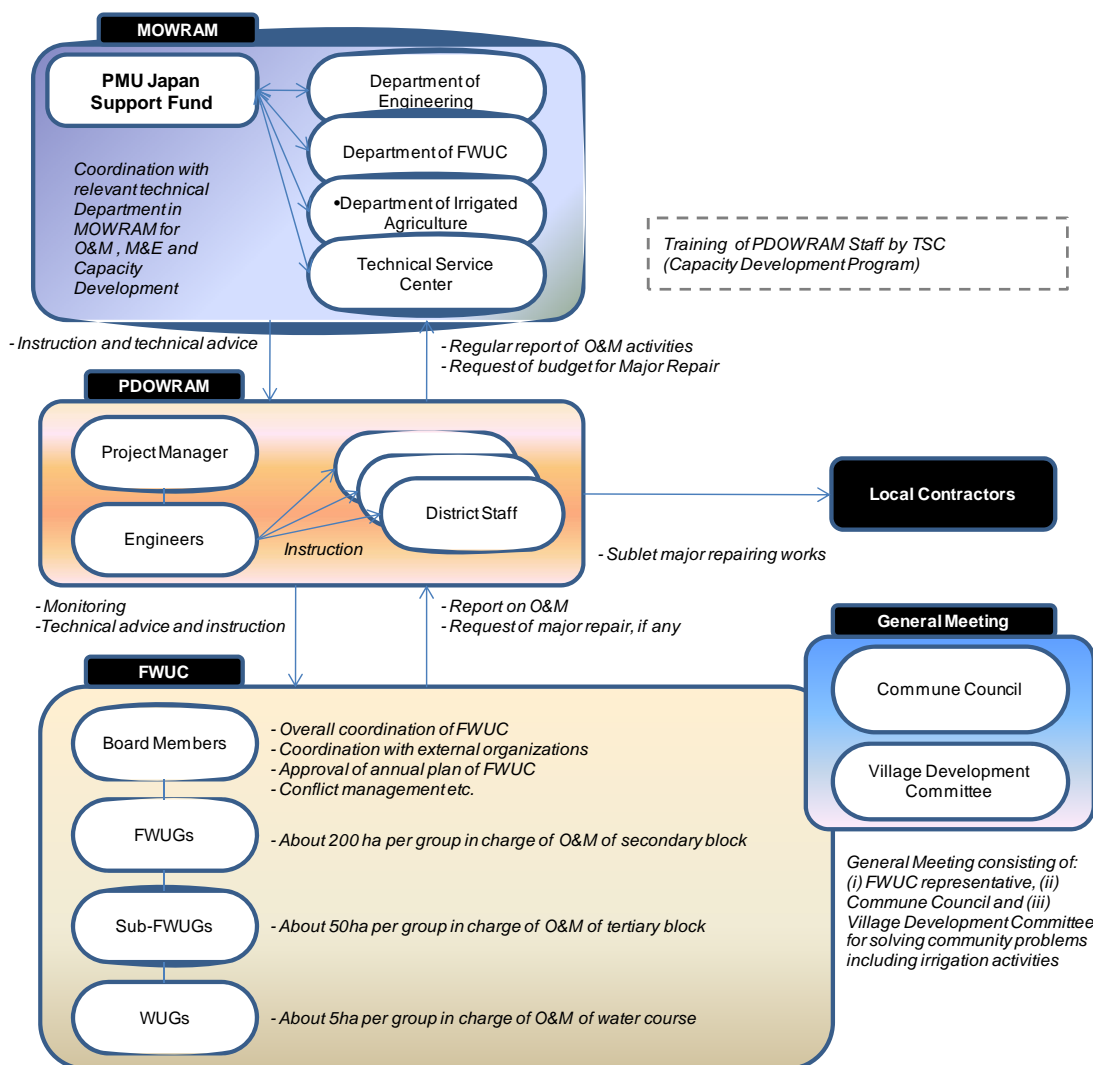 MOWRAM
PMU Japan
Support Fund
Department of
Engineering
Department of FWUC
•Department of Irrigated
Agriculture
Technical Service
Center
Coordination with
relevant technical
Department in
MOWRAM for
O&M , M&E and
Capacity
Development
Training of PDOWRAM Staff by TSC
(Capacity Development Program)
- Instruction and technical advice
- Regular report of O&M activities
- Request of budget for Major Repair
PDOWRAM
Project Manager
Engineers
Instruction
District Staff
Local Contractors
- Sublet major repairing works
- Monitoring
-Technical advice and instruction
- Report on O&M
- Request of major repair, if any
General Meeting
Commune Council
Village Development
Committee
General Meeting consisting of:
(i) FWUC representative, (ii)
Commune Council and (iii)
Village Development Committee
for solving community problems
including irrigation activities
FWUC
Board Members
- Overall coordination of FWUC
- Coordination with external organizations
- Approval of annual plan of FWUC
- Conflict management etc.
FWUGs
- About 200 ha per group in charge of O&M of secondary block
Sub-FWUGs
- About 50ha per group in charge of O&M of tertiary block
WUGs
- About 5ha per group in charge of O&M of water course